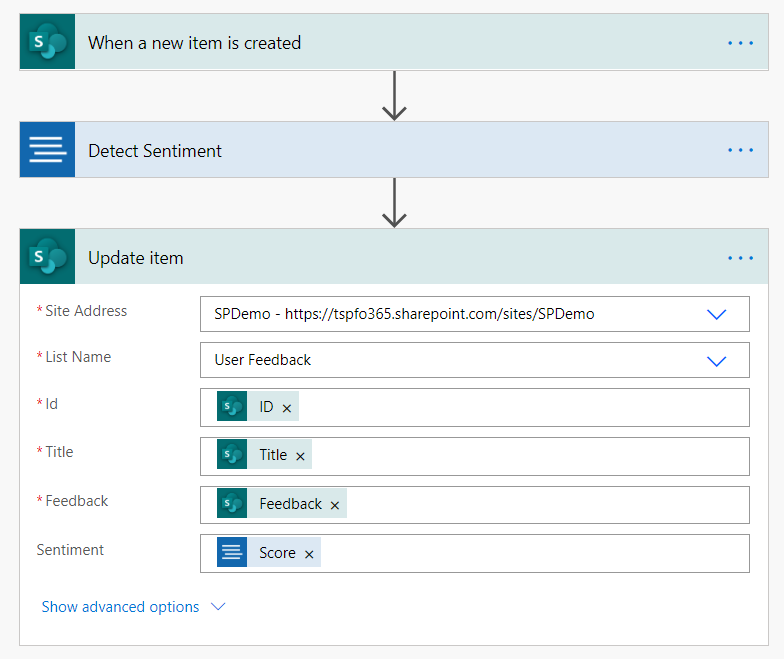 When a new item is created
Detect Sentiment
Update item
* Site Address
SPDemo - https://tspfo365.sharepoint.com/sites/SPDemo
* List Name
User Feedback
* Id
ID ×
* Title
Title ×
* Feedback
Feedback ×
Sentiment
Score ×
Show advanced options